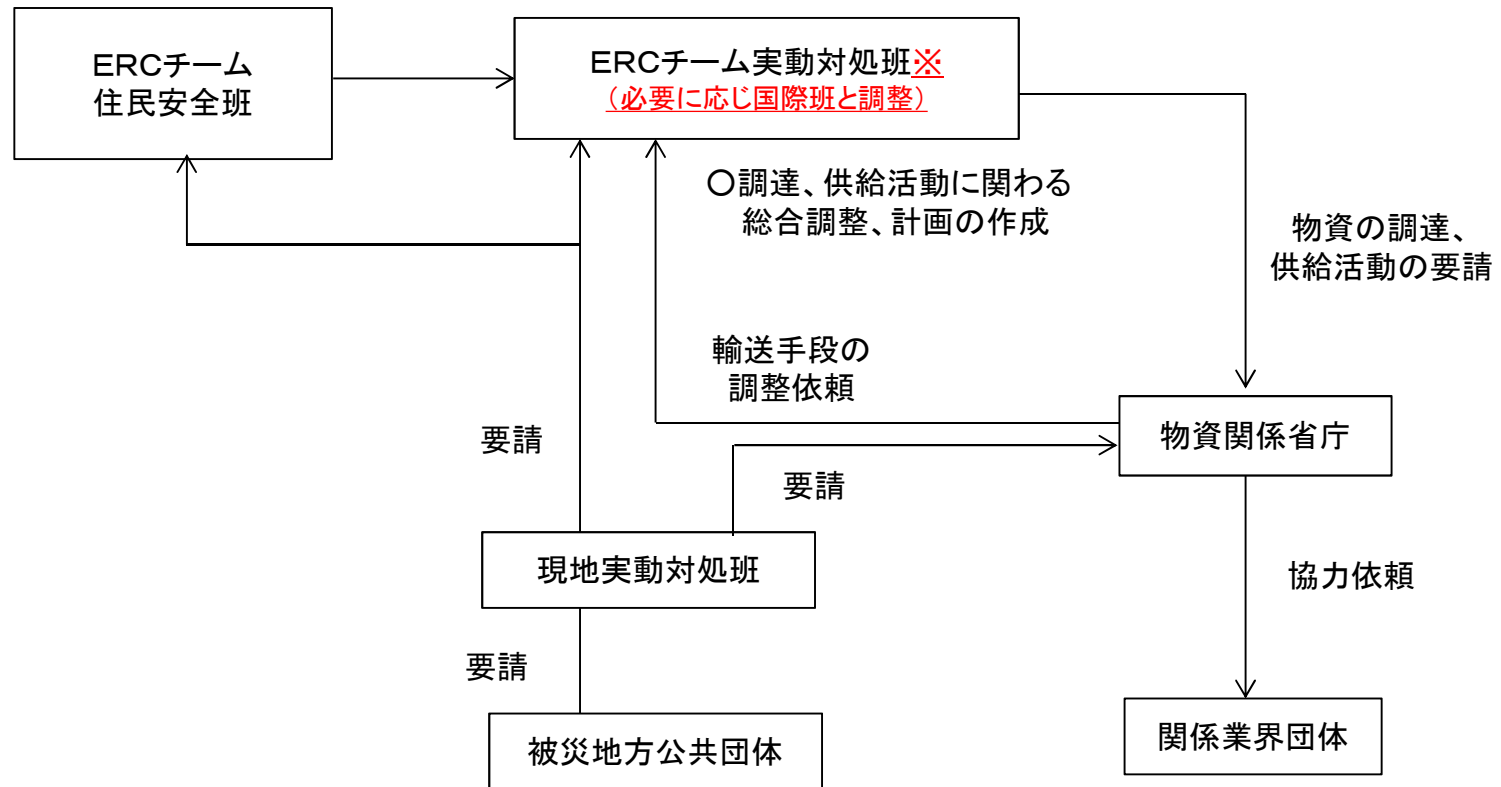 ERCチーム
住民安全班
ERCチーム実動対処班※
（必要に応じ国際班と調整）
○調達、供給活動に関わる
総合調整、計画の作成
物資の調達、
供給活動の要請
輸送手段の
調整依頼
物資関係省庁
要請
要請
現地実動対処班
協力依頼
要請
被災地方公共団体
関係業界団体